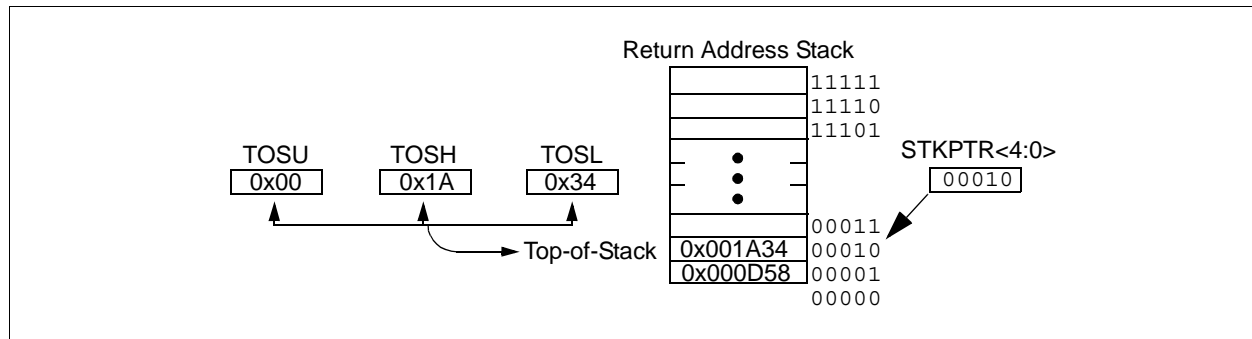 Return Address Stack
11111
11110
11101
TOSU TOSH TOSL
0x00 0x1A 0x34
STKPTR<4:0>
00010
00011
Top-of-Stack 0x001A34 00010
0x000D58 00001
00000